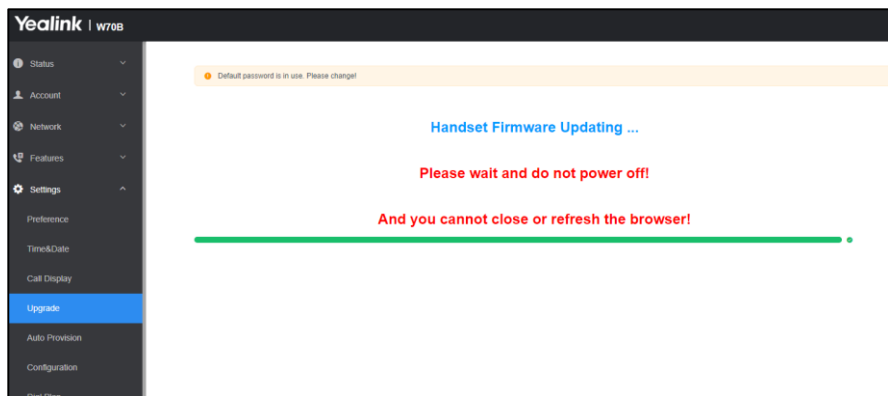 Yealink | W70B
Status
Account
Network
Features
Settings
Preference
Time&Date
Call Display
Upgrade
Auto Provision
Configuration
Default password is in use. Please change!
Handset Firmware Updating ...
Please wait and do not power off!
And you cannot close or refresh the browser!